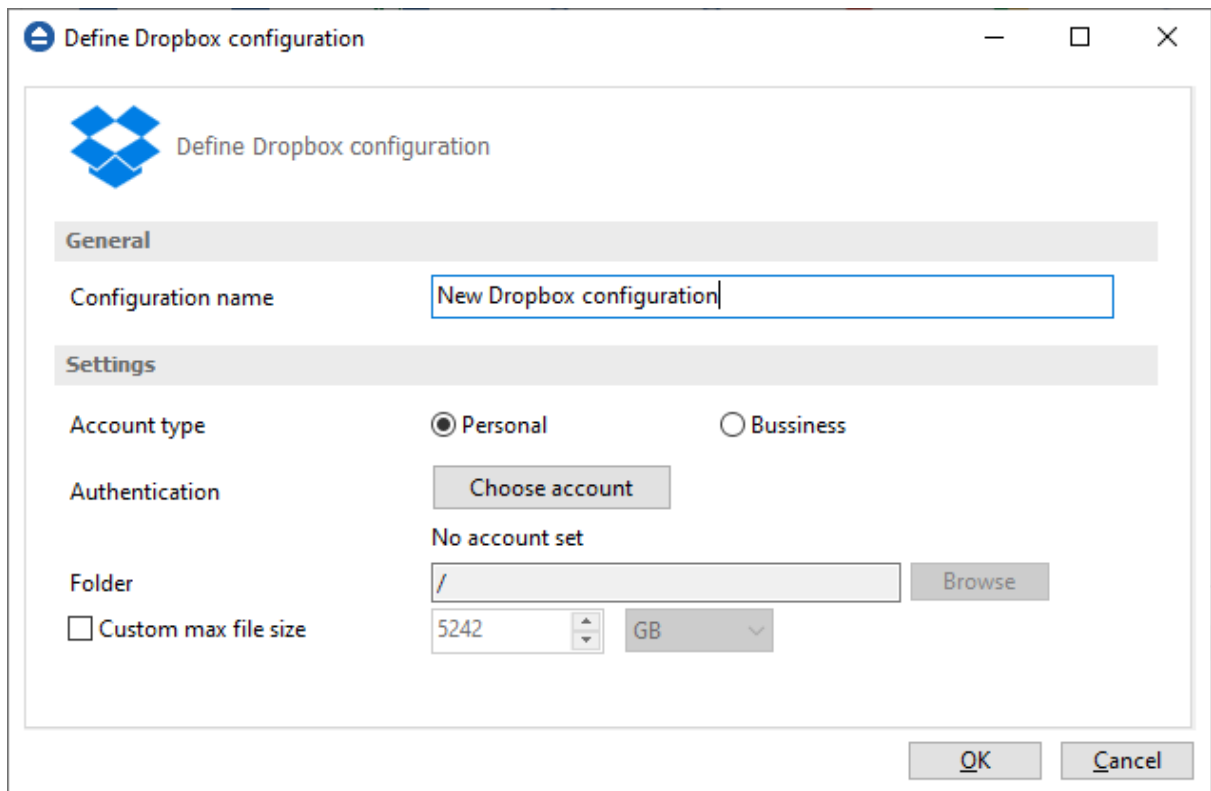 Define Dropbox configuration
Define Dropbox configuration
General
Configuration name New Dropbox configuration
Settings
Account type Personal Bussiness
Authentication Choose account
No account set
Folder / Browse
Custom max file size 5242 GB
OK Cancel